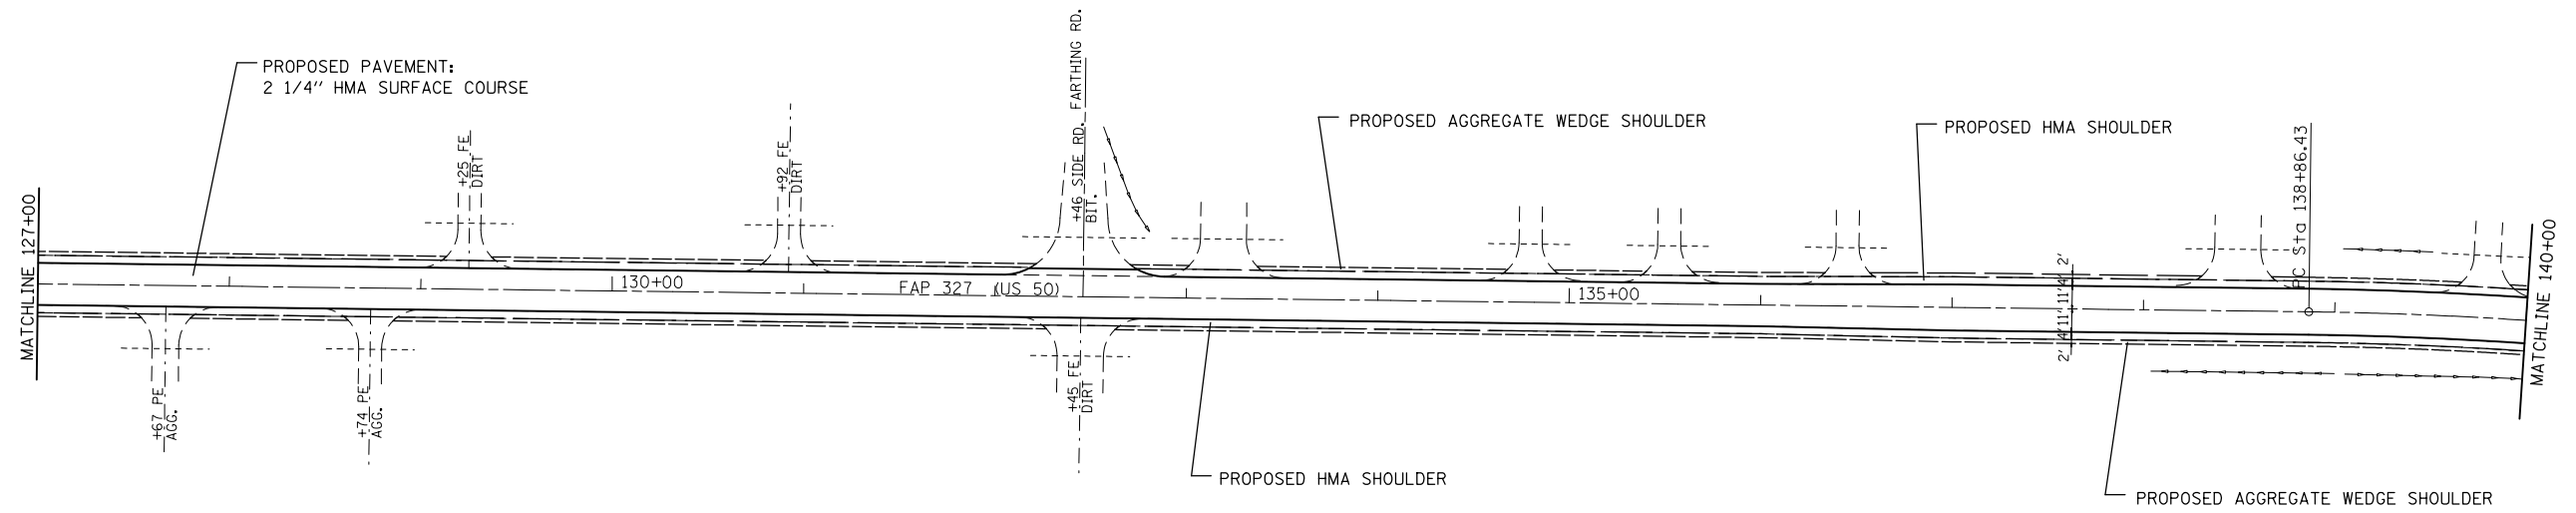 PROPOSED PAVEMENT:
2 1/4" HMA SURFACE COURSE
MATCHLINE 127+00
+25 FE
DIRT
+92 FE
DIRT
+46 SIDE RD. FARTHING RD.
BIT.
PROPOSED AGGREGATE WEDGE SHOULDER
PROPOSED HMA SHOULDER
PC Sta 138+86.43
MATCHLINE 140+00
130+00
FAP 327 (US 50)
135+00
2' 4' 11' 11' 4' 2'
+67 PE
AGG.
+74 PE
AGG.
+45 FE
DIRT
PROPOSED HMA SHOULDER
PROPOSED AGGREGATE WEDGE SHOULDER